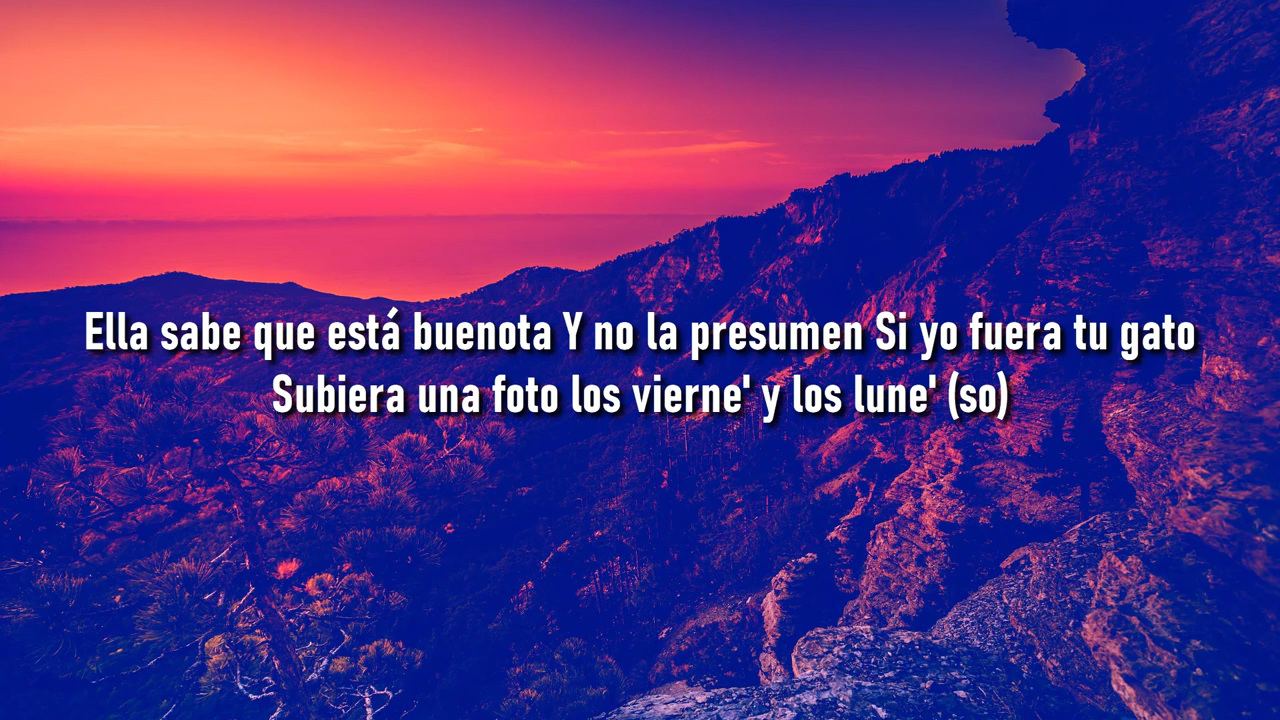 Ella sabe que está buenota Y no la presumen Si yo fuera tu gato
Subiera una foto los vierne' y los lune' (so)